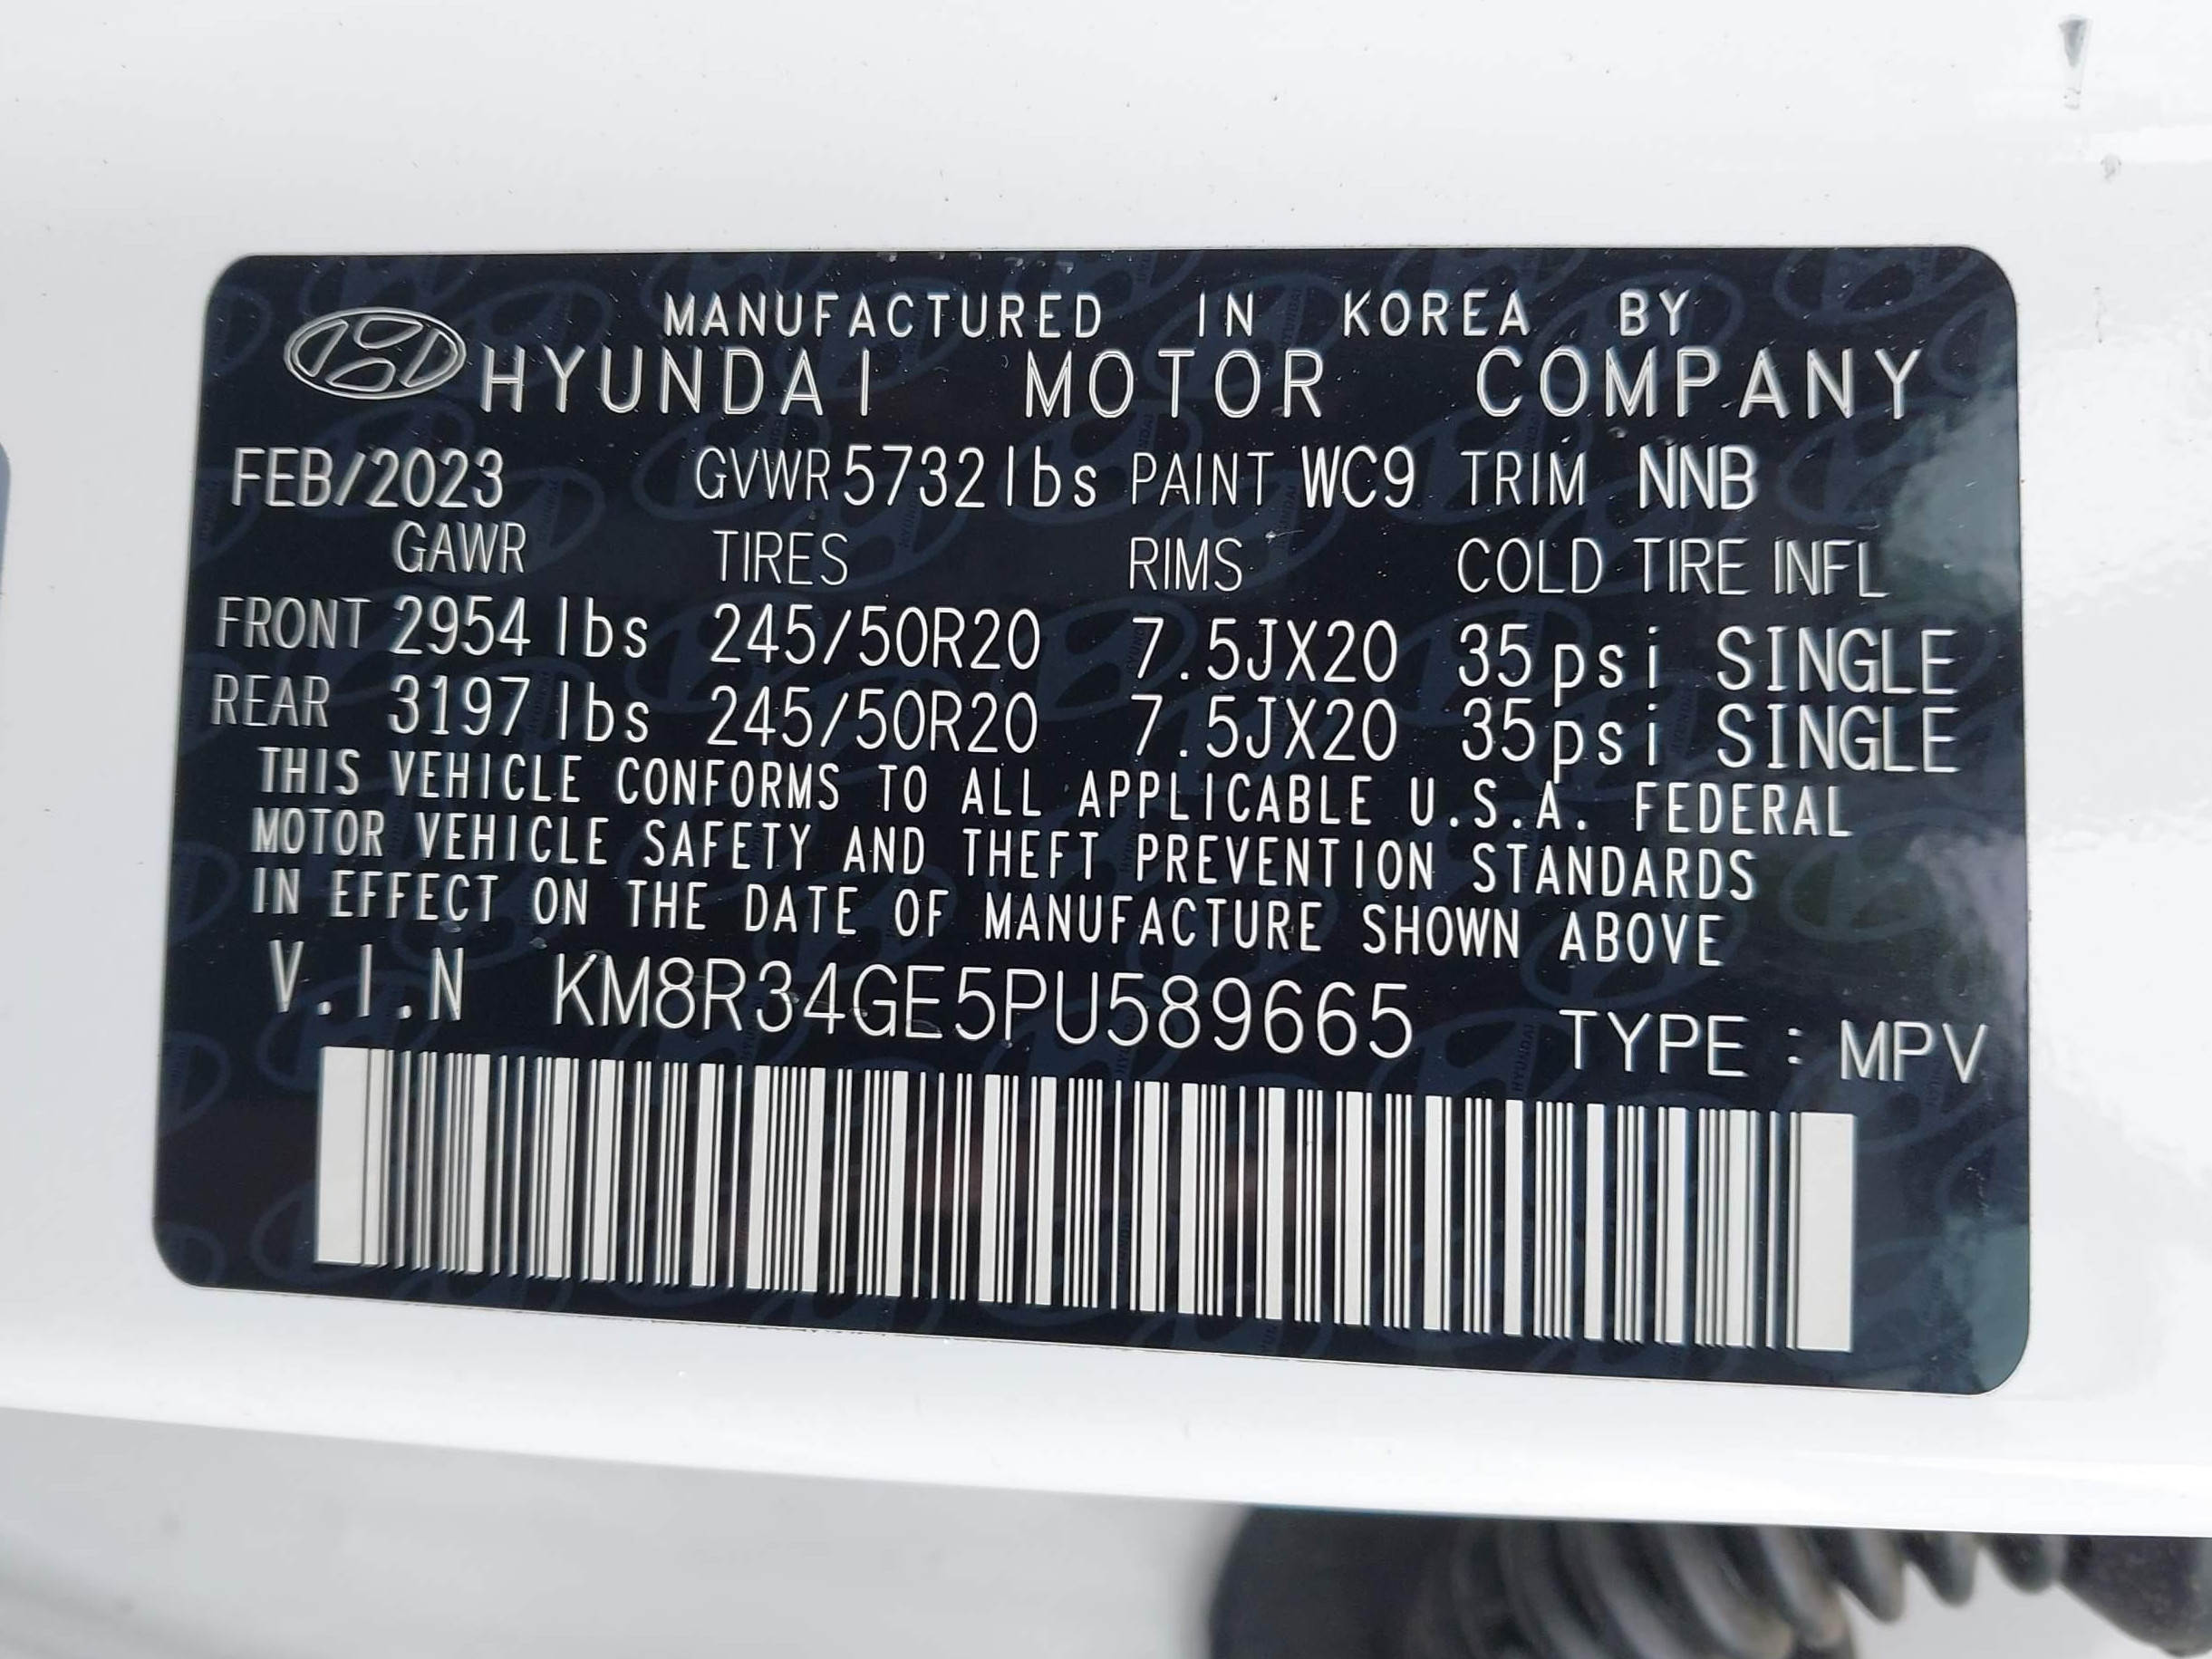 MANUFACTURED IN KOREA BY
HYUNDAI MOTOR COMPANY
FEB/2023 GVWR 5732lbs PAINT WC9 TRIM NNB
GAWR TIRES RIMS COLD TIRE INFL
FRONT 2954 lbs 245/50R20 7.5JX20 35psi SINGLE
REAR 3197 lbs 245/50R20 7.5JX20 35psi SINGLE
THIS VEHICLE CONFORMS TO ALL APPLICABLE U.S.A. FEDERAL
MOTOR VEHICLE SAFETY AND THEFT PREVENTION STANDARDS
IN EFFECT ON THE DATE OF MANUFACTURE SHOWN ABOVE
V.I.N KM8R34GE5PU589665 TYPE : MPV